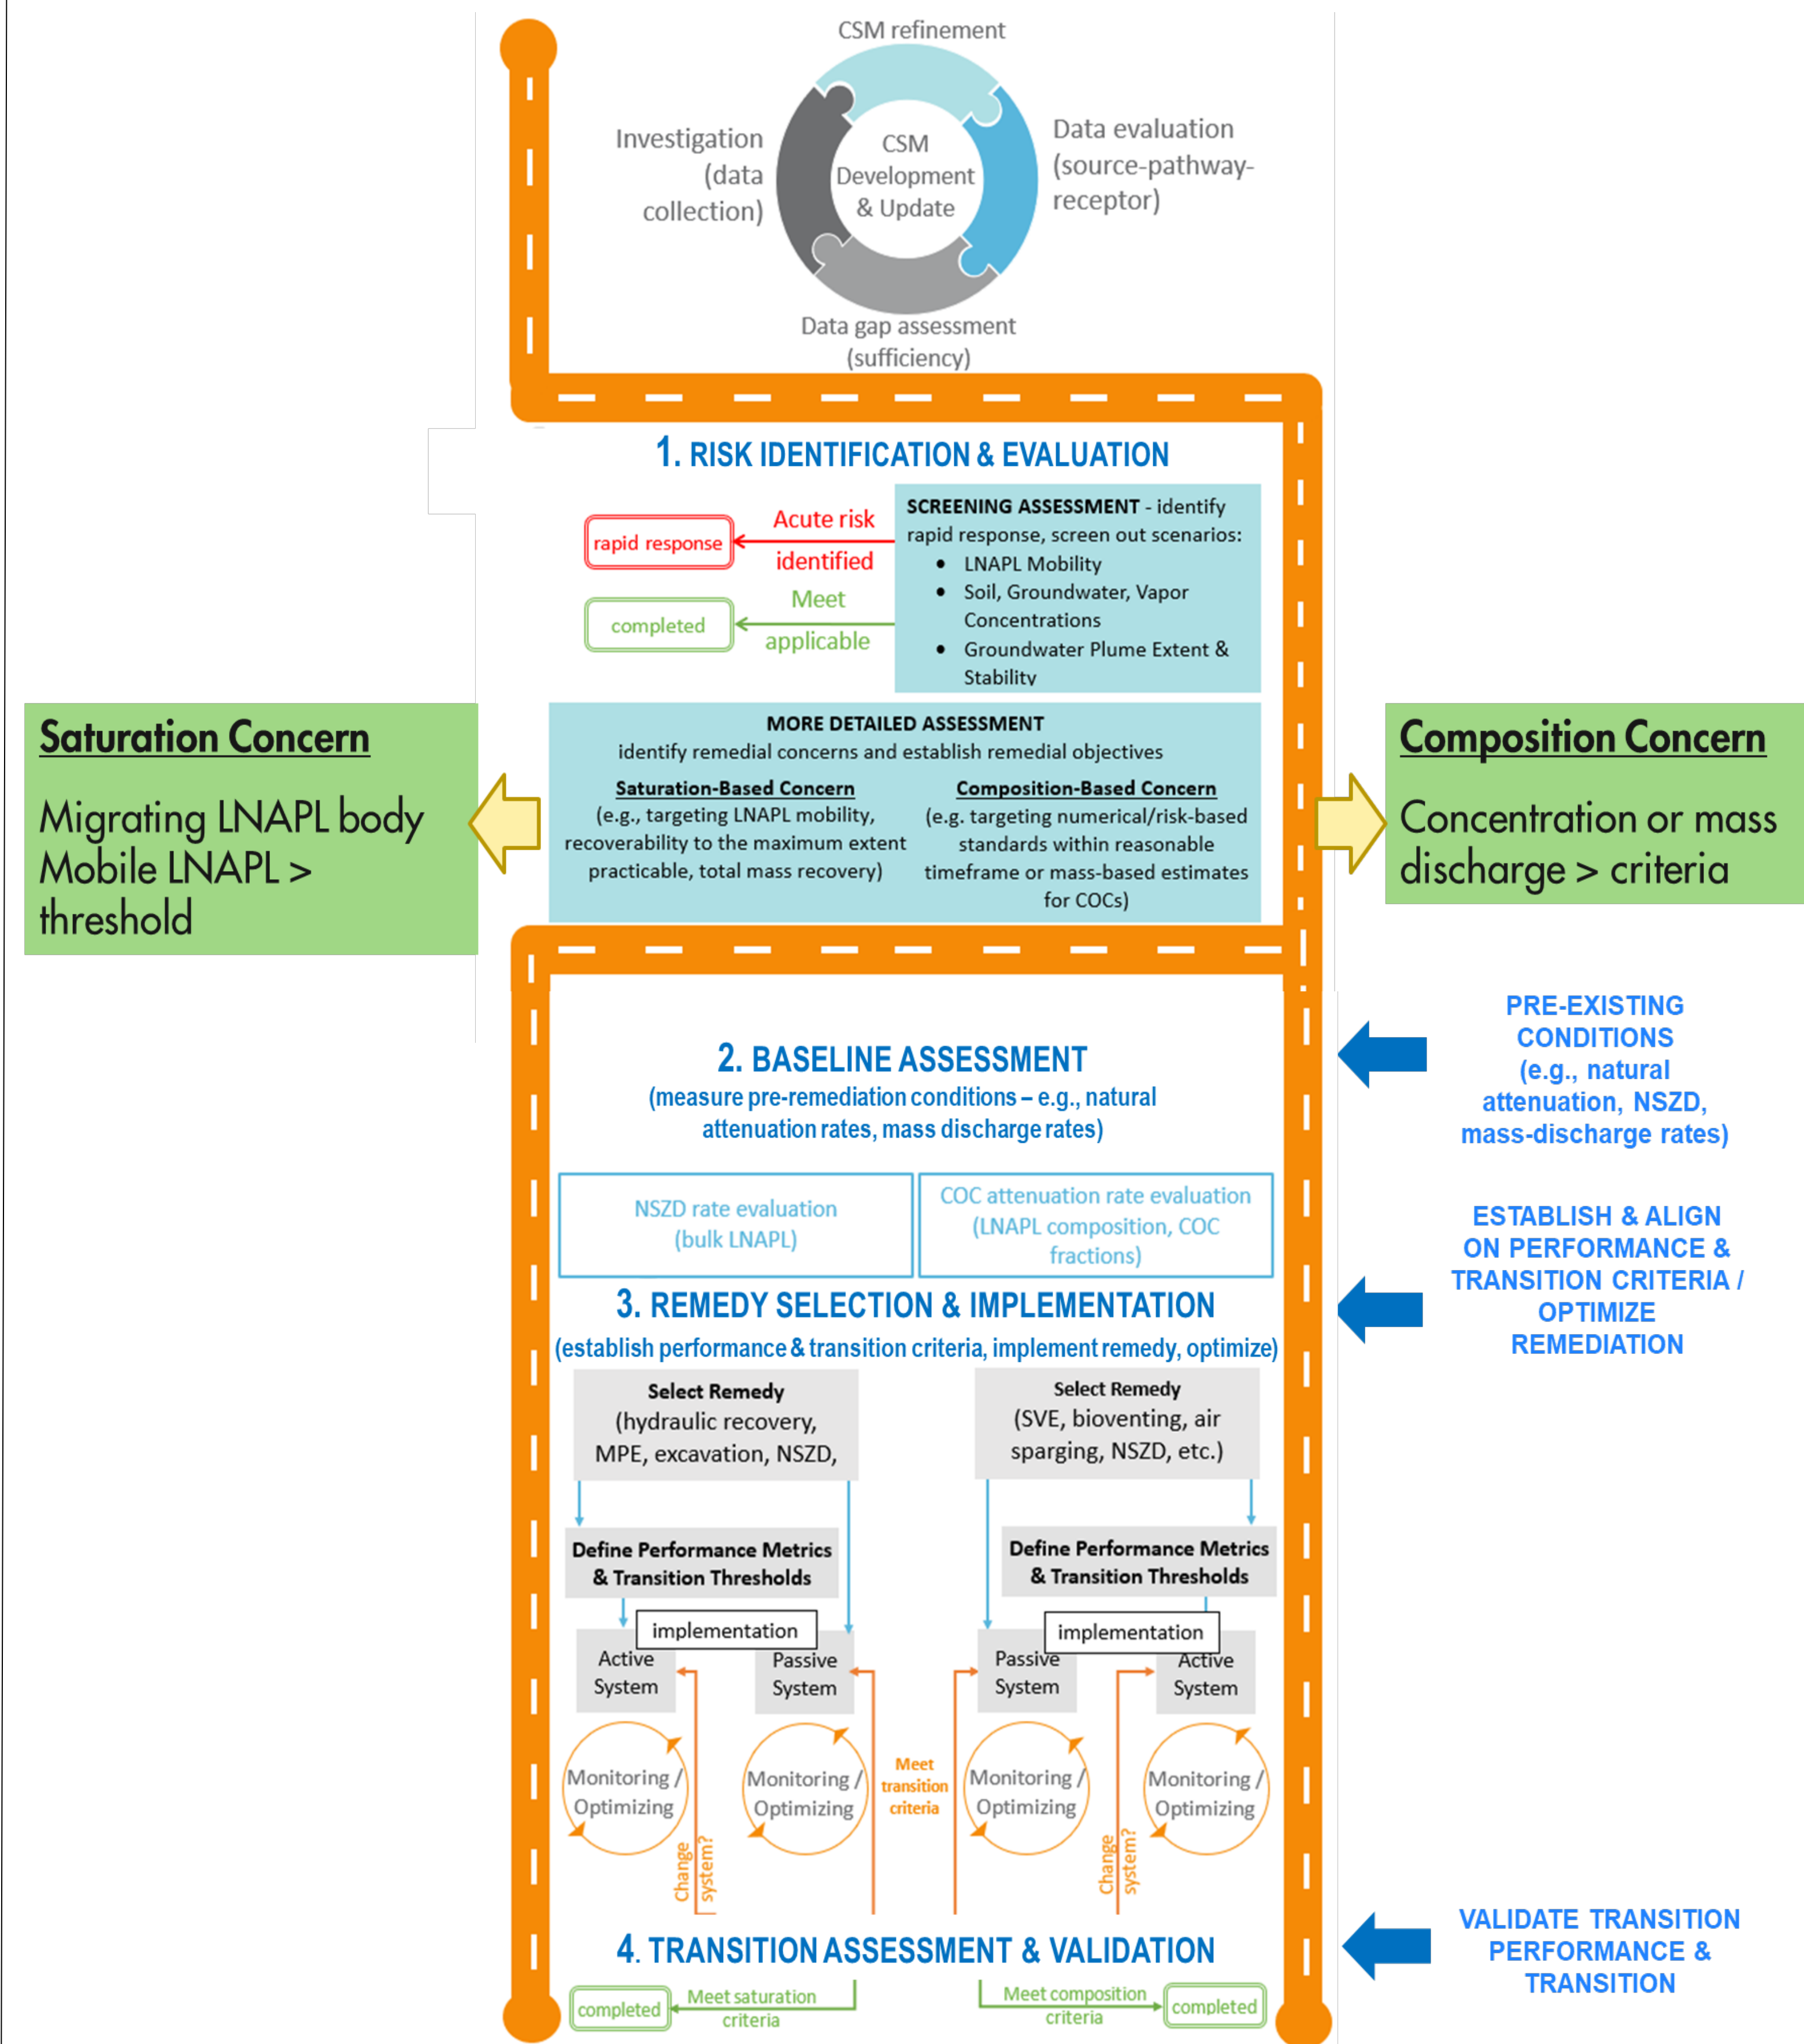 CSM refinement
Investigation
(data
collection)
CSM
Development
& Update
Data evaluation
(source-pathway-
receptor)
Data gap assessment
(sufficiency)
1. RISK IDENTIFICATION & EVALUATION
rapid response
Acute risk
identified
completed
Meet
applicable
SCREENING ASSESSMENT - identify
rapid response, screen out scenarios:
• LNAPL Mobility
• Soil, Groundwater, Vapor
Concentrations
• Groundwater Plume Extent &
Stability
Saturation Concern
Migrating LNAPL body
Mobile LNAPL >
threshold
MORE DETAILED ASSESSMENT
identify remedial concerns and establish remedial objectives
Saturation-Based Concern
(e.g., targeting LNAPL mobility,
recoverability to the maximum extent
practicable, total mass recovery)
Composition-Based Concern
(e.g. targeting numerical/risk-based
standards within reasonable
timeframe or mass-based estimates
for COCs)
Composition Concern
Concentration or mass
discharge > criteria
2. BASELINE ASSESSMENT
(measure pre-remediation conditions – e.g., natural
attenuation rates, mass discharge rates)
PRE-EXISTING
CONDITIONS
(e.g., natural
attenuation, NSZD,
mass-discharge rates)
NSZD rate evaluation
(bulk LNAPL)
COC attenuation rate evaluation
(LNAPL composition, COC
fractions)
3. REMEDY SELECTION & IMPLEMENTATION
(establish performance & transition criteria, implement remedy, optimize)
ESTABLISH & ALIGN
ON PERFORMANCE &
TRANSITION CRITERIA /
OPTIMIZE
REMEDIATION
Select Remedy
(hydraulic recovery,
MPE, excavation, NSZD,
Select Remedy
(SVE, bioventing, air
sparging, NSZD, etc.)
Define Performance Metrics
& Transition Thresholds
Define Performance Metrics
& Transition Thresholds
implementation
implementation
Active
System
Passive
System
Passive
System
Active
System
Monitoring /
Optimizing
Monitoring /
Optimizing
Meet
transition
criteria
Monitoring /
Optimizing
Monitoring /
Optimizing
Change
system?
Change
system?
4. TRANSITION ASSESSMENT & VALIDATION
VALIDATE TRANSITION
PERFORMANCE &
TRANSITION
completed
Meet saturation
criteria
Meet composition
criteria
completed